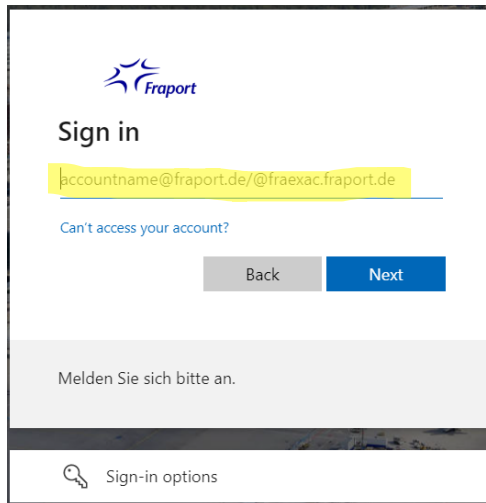 Fraport
Sign in
accountname@fraport.de/@fraexac.fraport.de
Can't access your account?
Back Next
Melden Sie sich bitte an.
Sign-in options